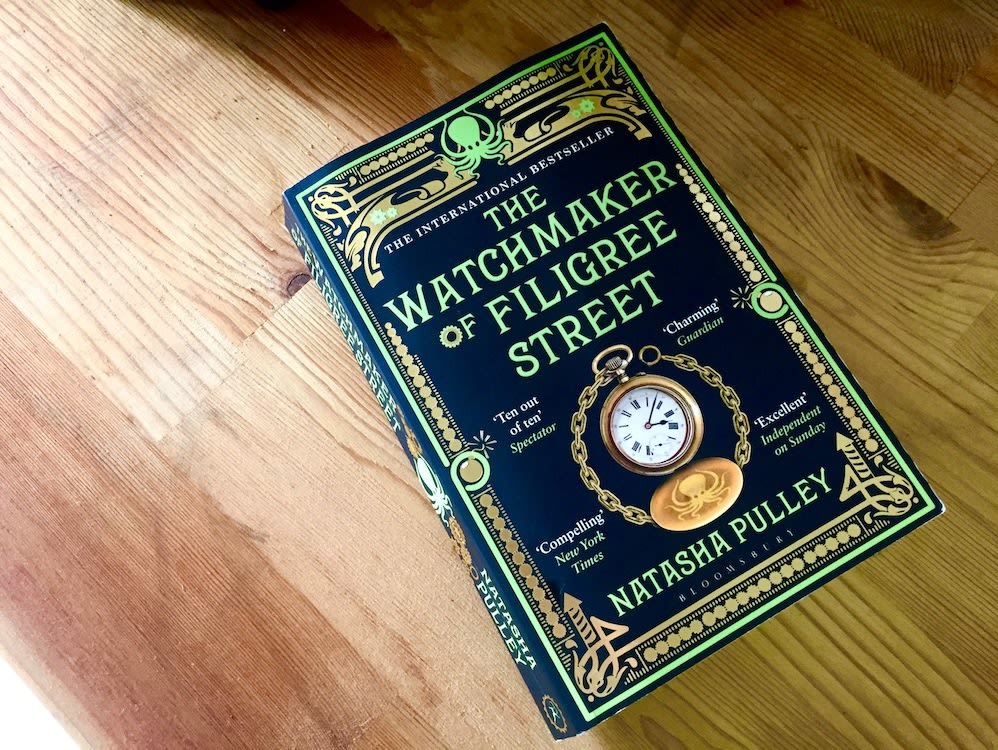 THE INTERNATIONAL BESTSELLER
THE
WATCHMAKER
OF FILIGREE
STREET
‘Charming’
Guardian
‘Ten out
of ten’
Spectator
‘Excellent’
Independent
on Sunday
‘Compelling’
New York
Times
NATASHA PULLEY
BLOOMSBURY
THE WATCHMAKER
OF FILIGREE STREET
NATASHA
PULLEY